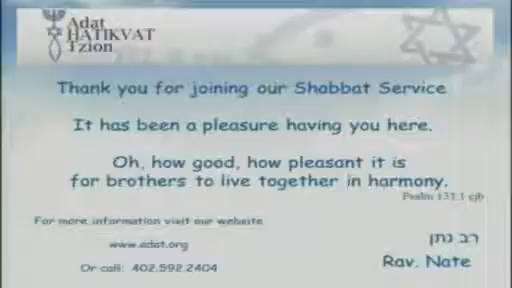 Adat
HATIKVAT
Tzion
Thank you for joining our Shabbat Service
It has been a pleasure having you here.
Oh, how good, how pleasant it is
for brothers to live together in harmony.
Psalm 133:1 cjb
For more information visit our website
www.adat.org
Or call: 402.592.2404
רב נתן
Rav. Nate